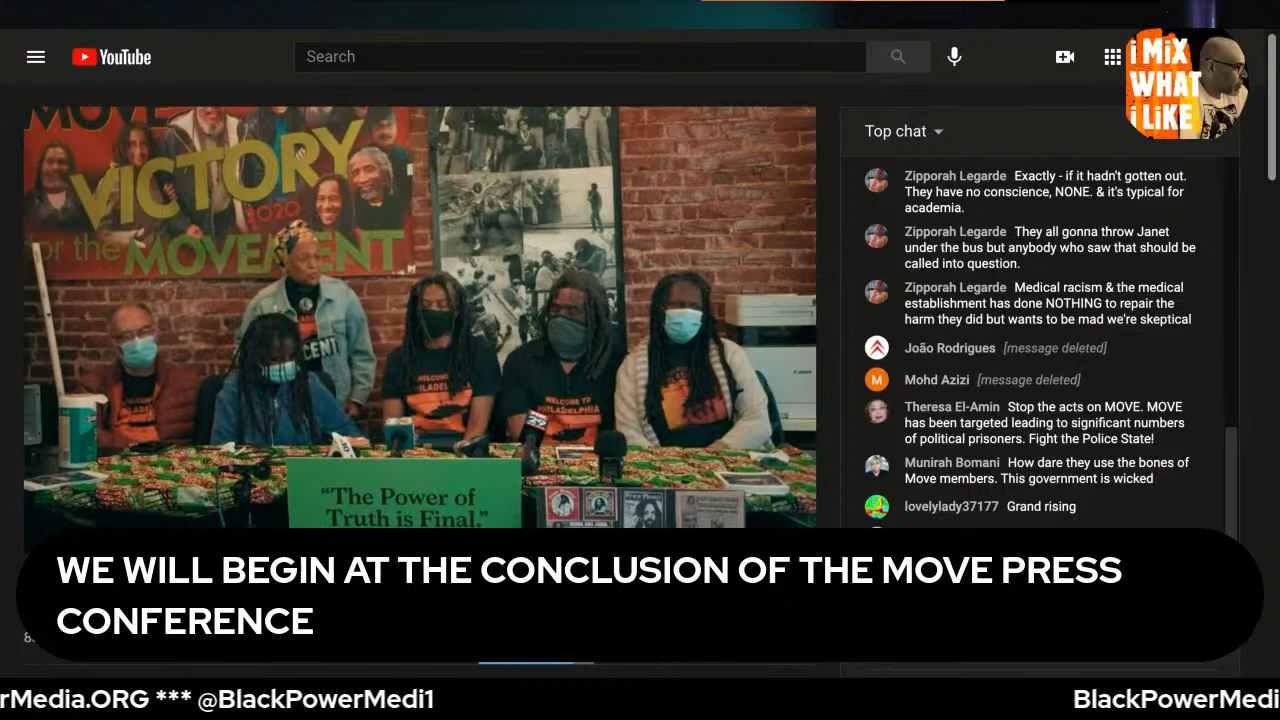 YouTube
Search
i MiX
WHAT
i LiKE
Top chat
MOVE
VICTORY
2020
for the MOVEMENT
WELCOME
WELCOME TO
PHILADELPHIA
29
"The Power of
Truth is Final."
Zipporah Legarde Exactly - if it hadn't gotten out.
They have no conscience, NONE. & it's typical for
academia.
Zipporah Legarde They all gonna throw Janet
under the bus but anybody who saw that should be
called into question.
Zipporah Legarde Medical racism & the medical
establishment has done NOTHING to repair the
harm they did but wants to be mad we're skeptical
João Rodrigues [message deleted]
M Mohd Azizi [message deleted]
Theresa El-Amin Stop the acts on MOVE. MOVE
has been targeted leading to significant numbers
of political prisoners. Fight the Police State!
Munirah Bomani How dare they use the bones of
Move members. This government is wicked
lovelylady37177 Grand rising
WE WILL BEGIN AT THE CONCLUSION OF THE MOVE PRESS
CONFERENCE
rMedia.ORG *** @BlackPowerMedi1
BlackPowerMedi